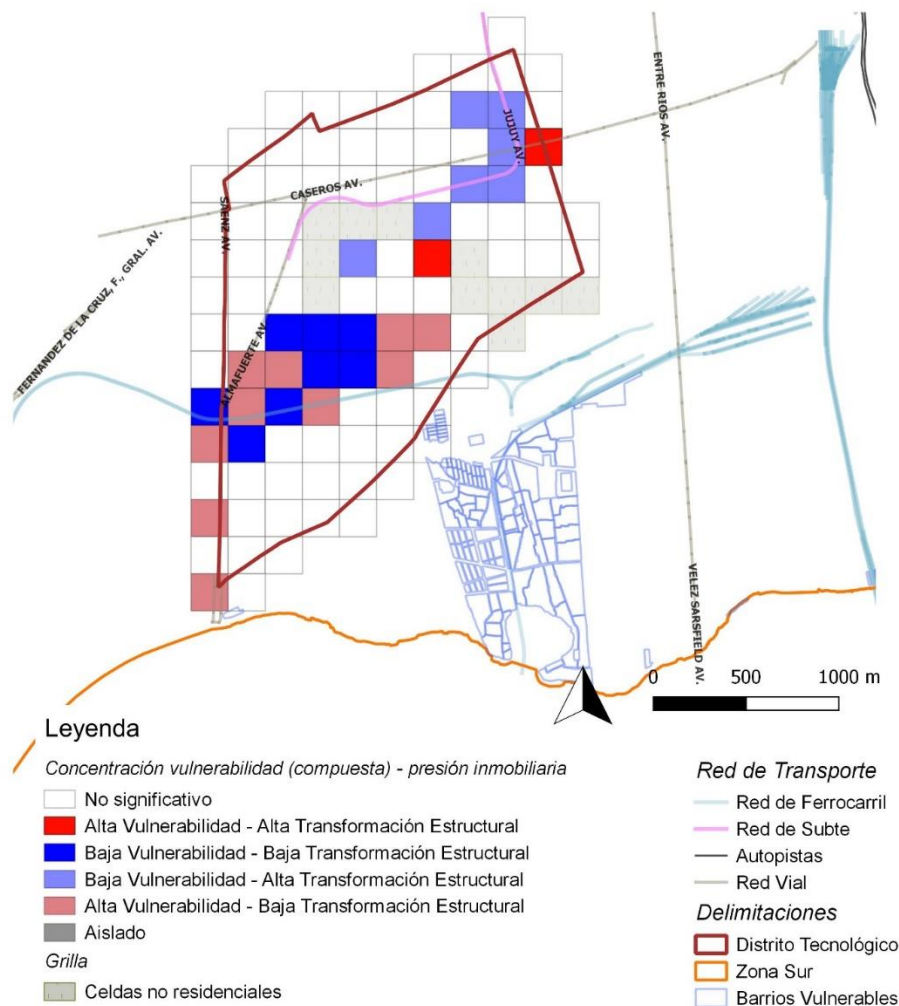 ENTRE RIOS AV.
JUJUY AV.
CASEROS AV.
SAENZ AV.
FERNANDEZ DE LA CRUZ, F., GRAL. AV.
ALMAFUERTE AV.
VELEZ SARSFIELD AV.
0 500 1000 m
Leyenda
Concentración vulnerabilidad (compuesta) - presión inmobiliaria
No significativo
Alta Vulnerabilidad - Alta Transformación Estructural
Baja Vulnerabilidad - Baja Transformación Estructural
Baja Vulnerabilidad - Alta Transformación Estructural
Alta Vulnerabilidad - Baja Transformación Estructural
Aislado
Grilla
Celdas no residenciales
Red de Transporte
Red de Ferrocarril
Red de Subte
Autopistas
Red Vial
Delimitaciones
Distrito Tecnológico
Zona Sur
Barrios Vulnerables